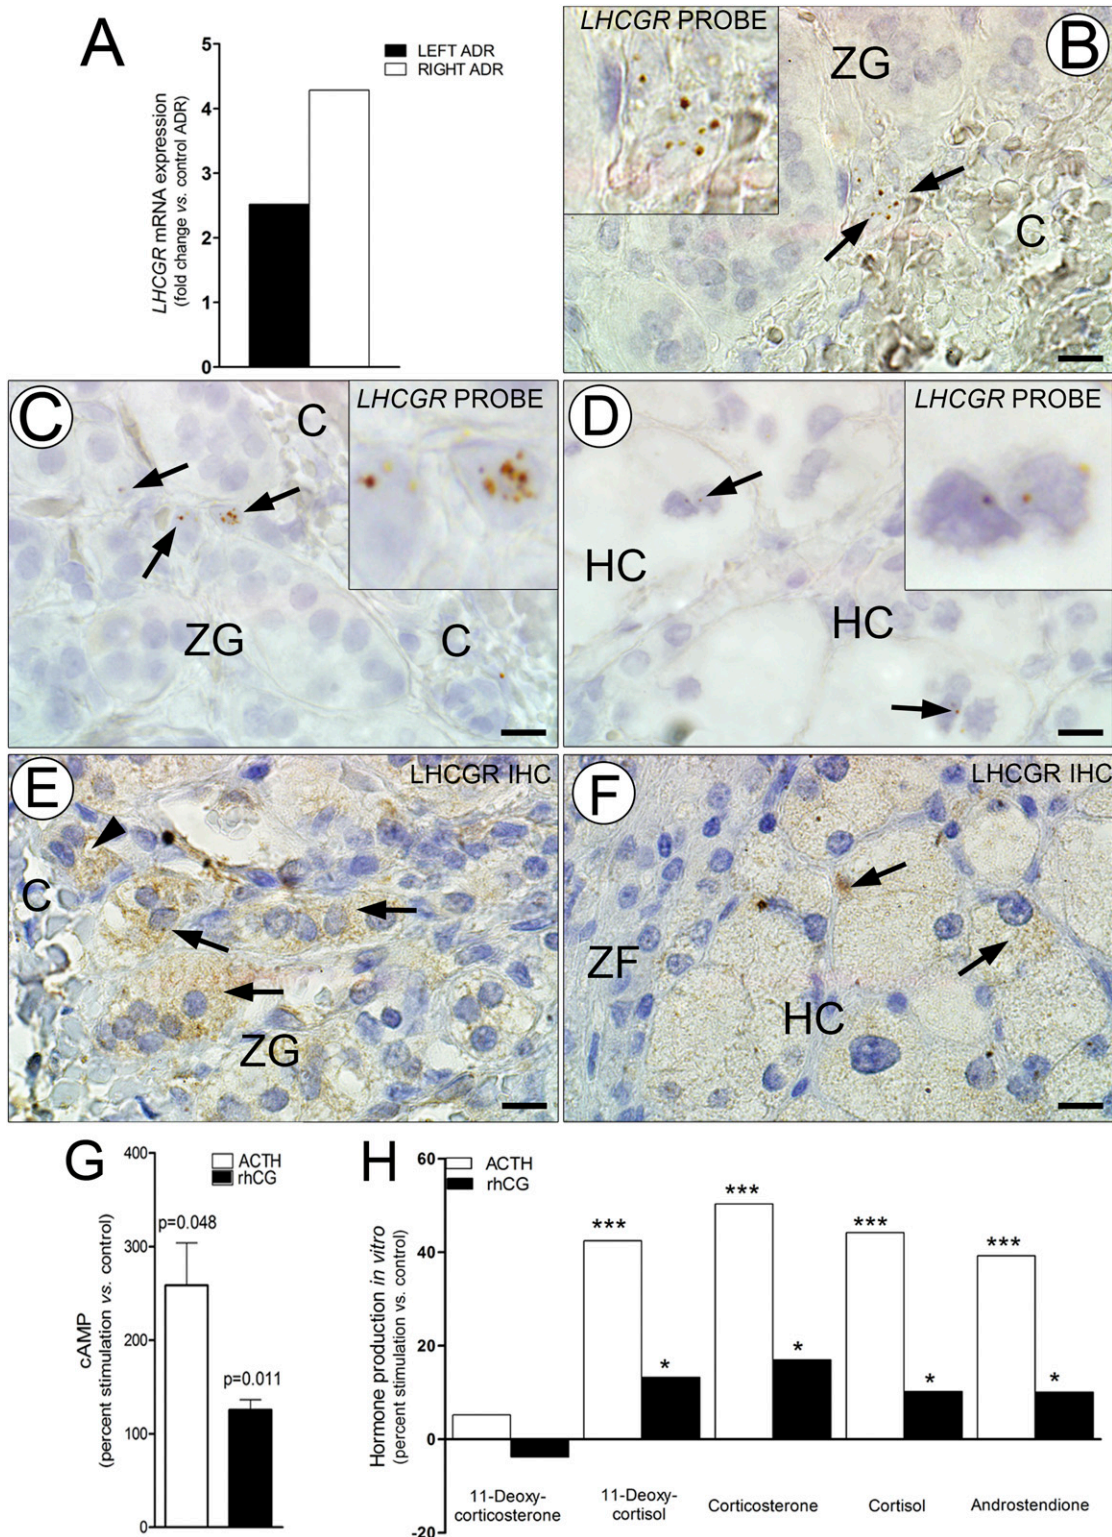 A
LHCGR mRNA expression
(fold change vs. control ADR)
5
4
3
2
1
0
LEFT ADR
RIGHT ADR
LHCGR PROBE
ZG
B
C
C
C
LHCGR PROBE
ZG
C
D
LHCGR PROBE
HC
HC
E
LHCGR IHC
C
ZG
F
LHCGR IHC
ZF
HC
G
cAMP
(percent stimulation vs. control)
400
300
200
100
0
ACTH
rhCG
p=0.048
p=0.011
H
Hormone production in vitro
(percent stimulation vs. control)
60
40
20
0
-20
ACTH
rhCG
***
***
***
***
*
*
*
*
11-Deoxy-
corticosterone
11-Deoxy-
cortisol
Corticosterone
Cortisol
Androstendione